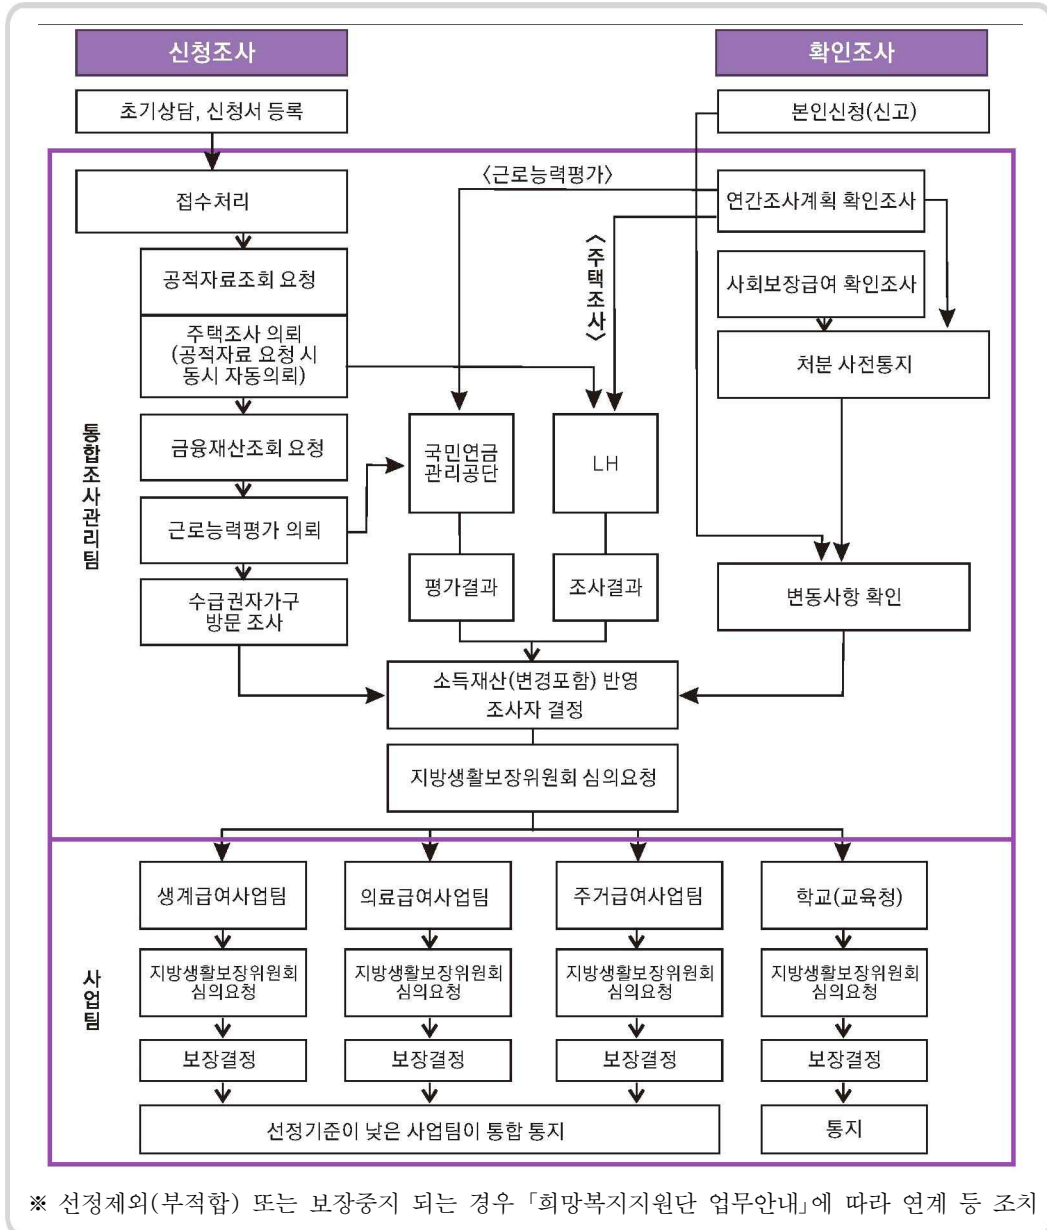 신청조사
확인조사
초기상담, 신청서 등록
본인신청(신고)
접수처리
〈근로능력평가〉
연간조사계획 확인조사
공적자료조회 요청
〈주택조사〉
사회보장급여 확인조사
주택조사 의뢰
(공적자료 요청 시
동시 자동의뢰)
처분 사전통지
통합조사관리팀
금융재산조회 요청
국민연금
관리공단
LH
근로능력평가 의뢰
평가결과
조사결과
변동사항 확인
수급권자가구
방문 조사
소득재산(변경포함) 반영
조사자 결정
지방생활보장위원회 심의요청
사업팀
생계급여사업팀
의료급여사업팀
주거급여사업팀
학교(교육청)
지방생활보장위원회
심의요청
지방생활보장위원회
심의요청
지방생활보장위원회
심의요청
지방생활보장위원회
심의요청
보장결정
보장결정
보장결정
보장결정
선정기준이 낮은 사업팀이 통합 통지
통지
※ 선정제외(부적합) 또는 보장중지 되는 경우 「희망복지지원단 업무안내」에 따라 연계 등 조치